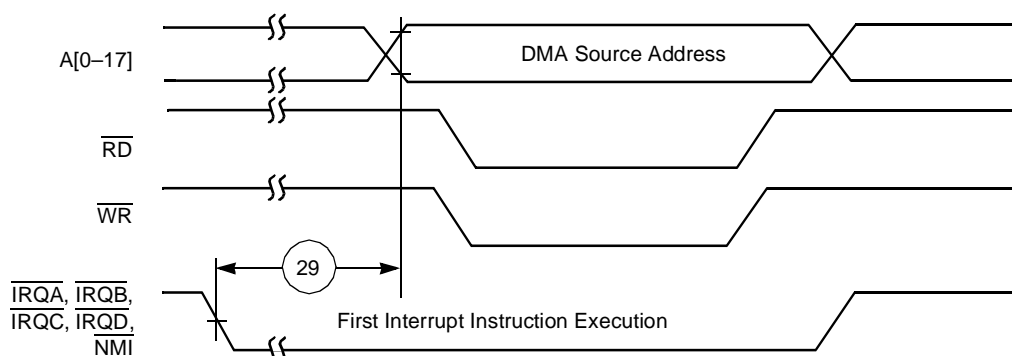 A[0–17]
DMA Source Address
RD
WR
29
IRQA, IRQB,
IRQC, IRQD,
NMI
First Interrupt Instruction Execution